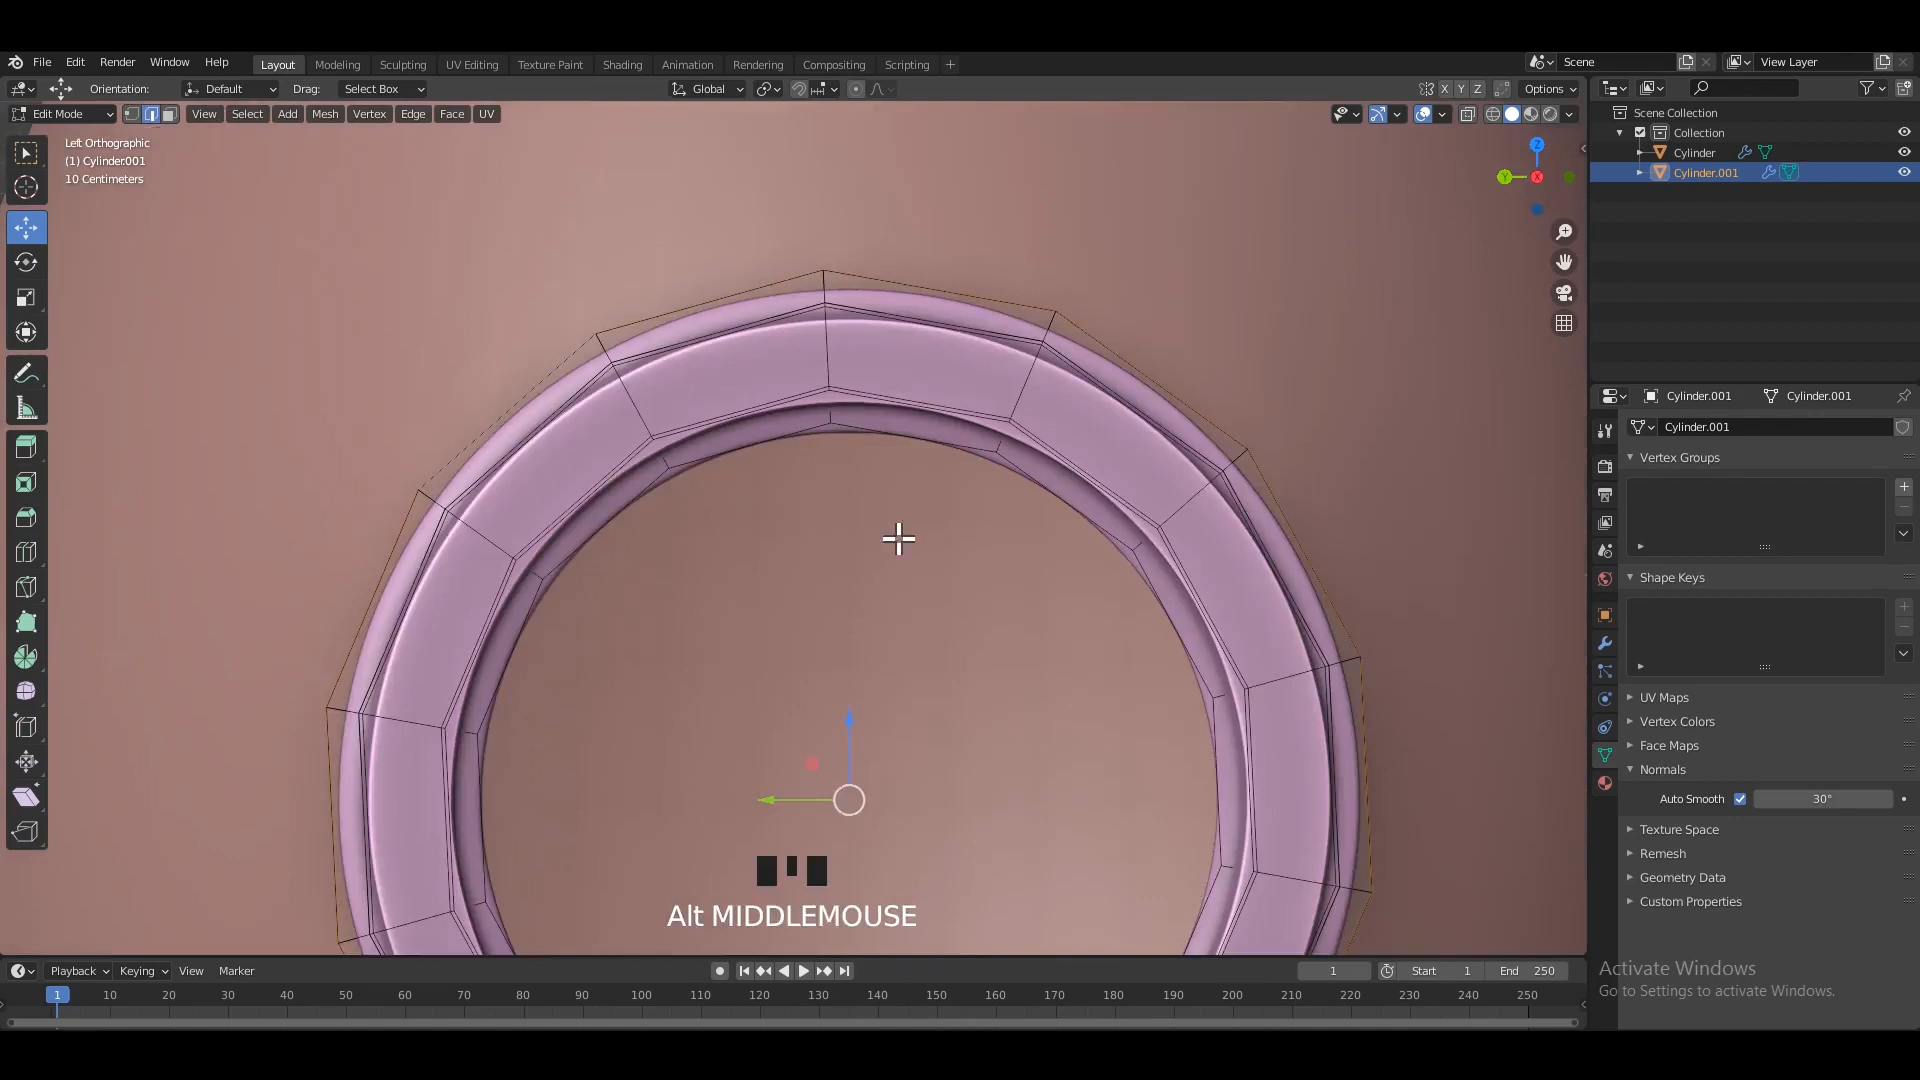 File Edit Render Window Help Layout Modeling Sculpting UV Editing Texture Paint Shading Animation Rendering Compositing Scripting + Scene View Layer
Orientation: Default Drag: Select Box Global X Y Z Options
Edit Mode View Select Add Mesh Vertex Edge Face UV
Left Orthographic
(1) Cylinder.001
10 Centimeters
Z
Y
X
Scene Collection
Collection
Cylinder
Cylinder.001
Cylinder.001 Cylinder.001
Cylinder.001
Vertex Groups
Shape Keys
UV Maps
Vertex Colors
Face Maps
Normals
Auto Smooth 30°
Texture Space
Remesh
Geometry Data
Custom Properties
Alt MIDDLEMOUSE
Activate Windows
Go to Settings to activate Windows.
Playback Keying View Marker 1 Start 1 End 250
1 10 20 30 40 50 60 70 80 90 100 110 120 130 140 150 160 170 180 190 200 210 220 230 240 250